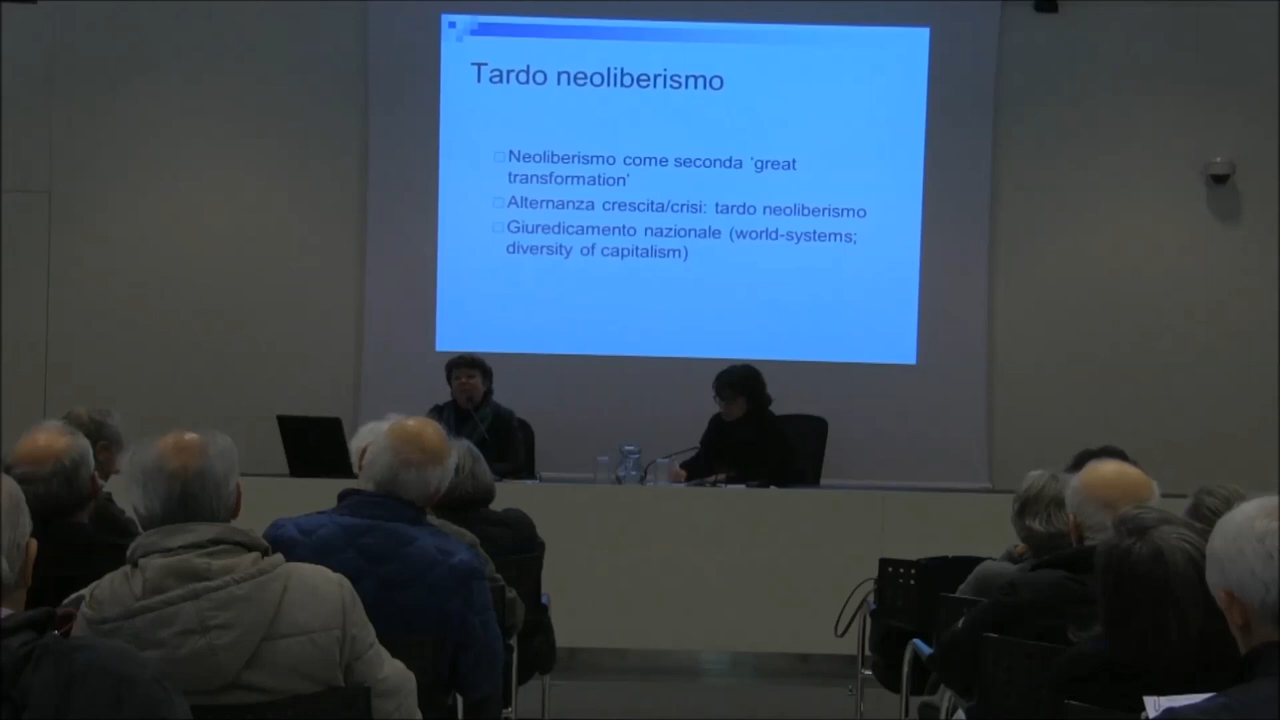 Tardo neoliberismo
Neoliberismo come seconda 'great
transformation'
Alternanza crescita/crisi: tardo neoliberismo
Giuredicamento nazionale (world-systems;
diversity of capitalism)